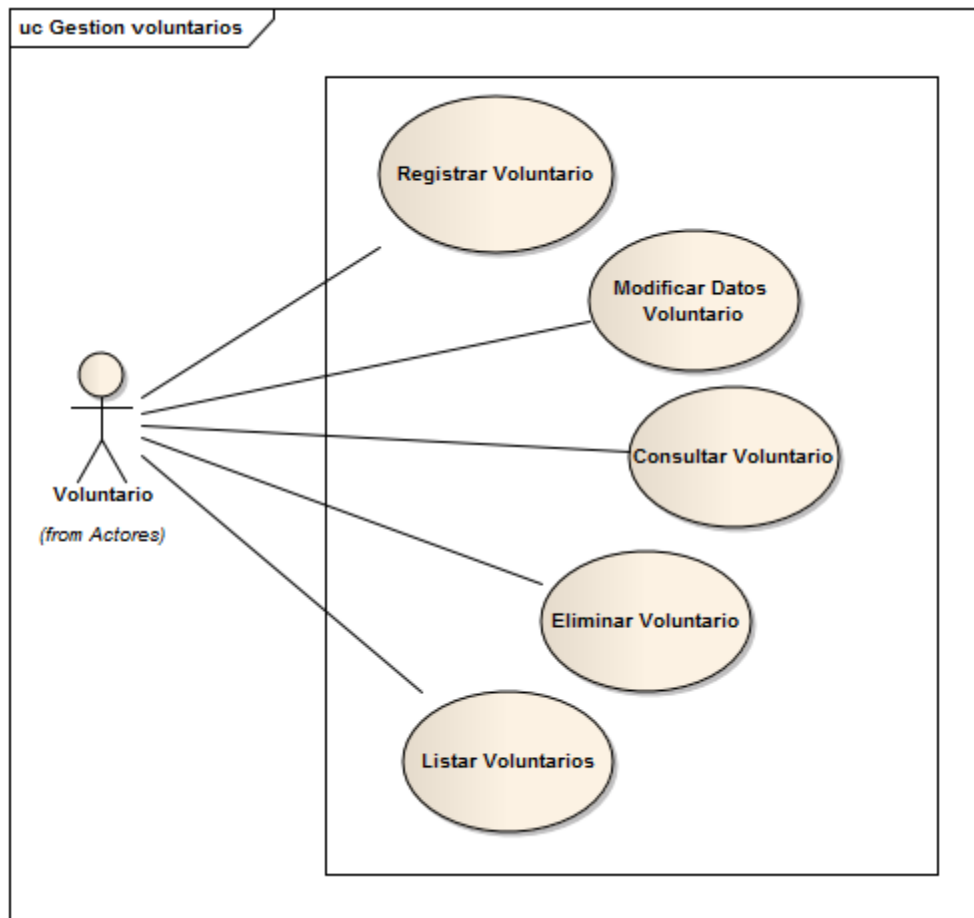 uc Gestion voluntarios
Registrar Voluntario
Modificar Datos
Voluntario
Consultar Voluntario
Voluntario
(from Actores)
Eliminar Voluntario
Listar Voluntarios